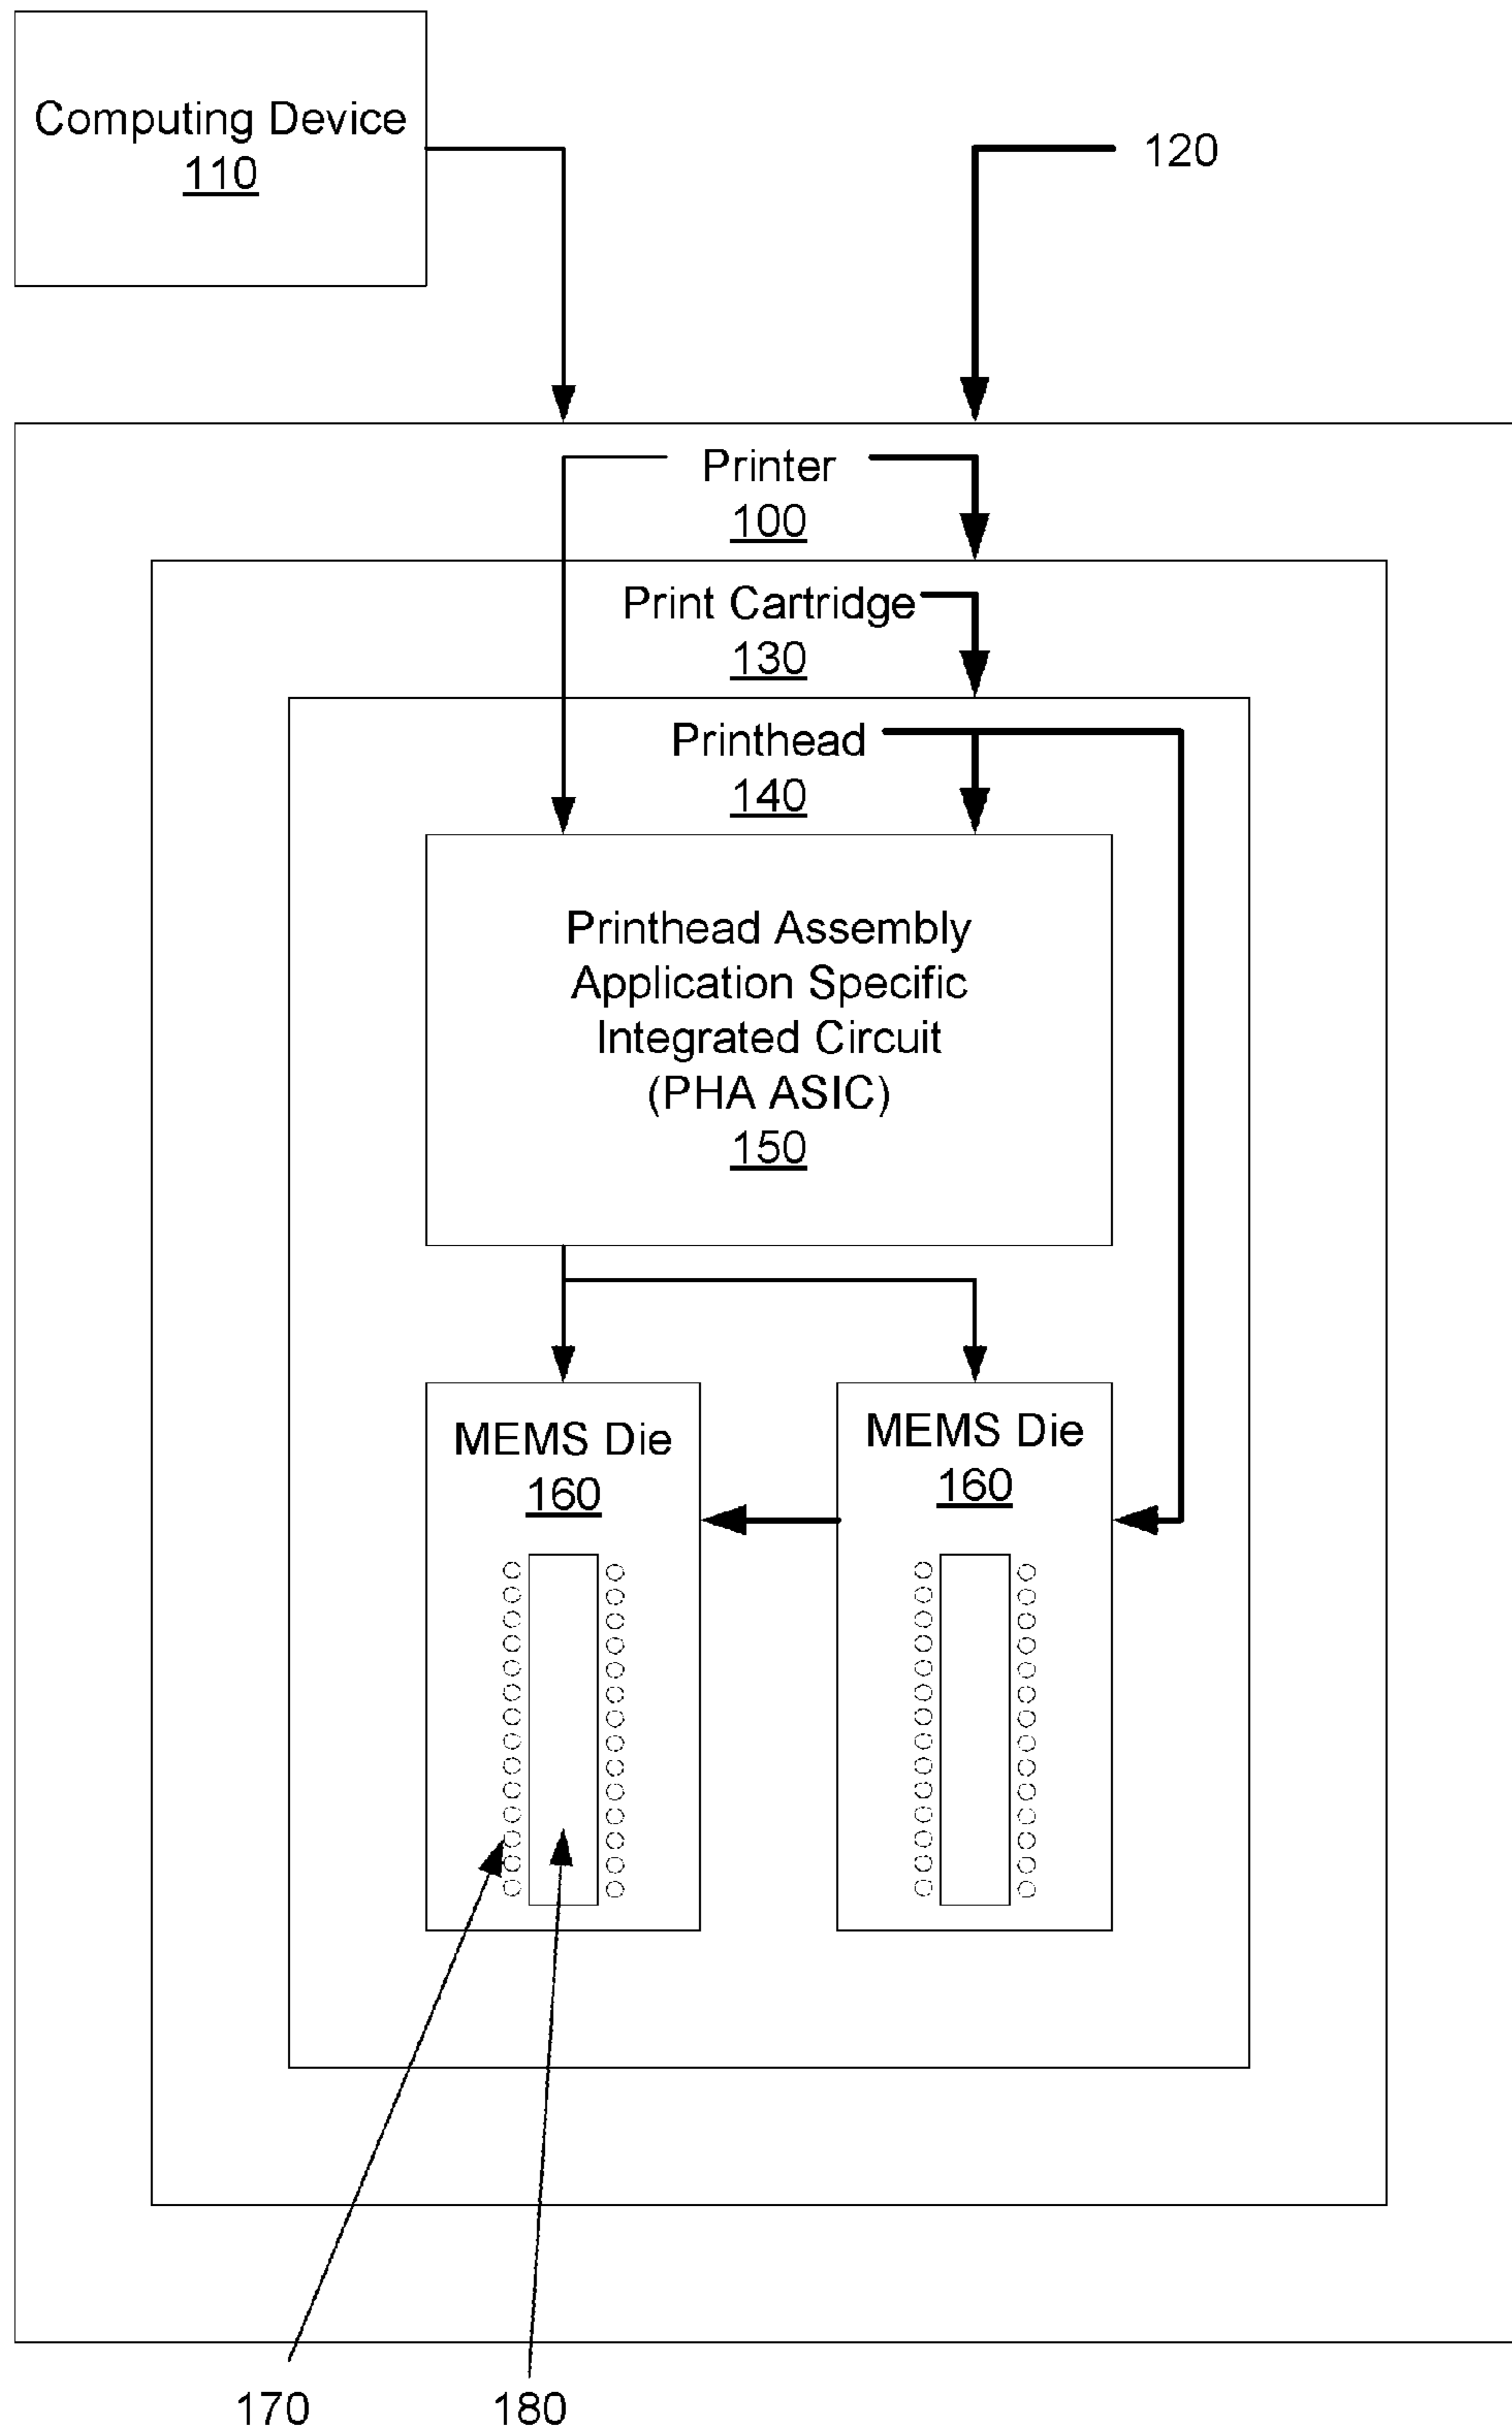 Computing Device
110
120
Printer
100
Print Cartridge
130
Printhead
140
Printhead Assembly
Application Specific
Integrated Circuit
(PHA ASIC)
150
MEMS Die
160
MEMS Die
160
170
180